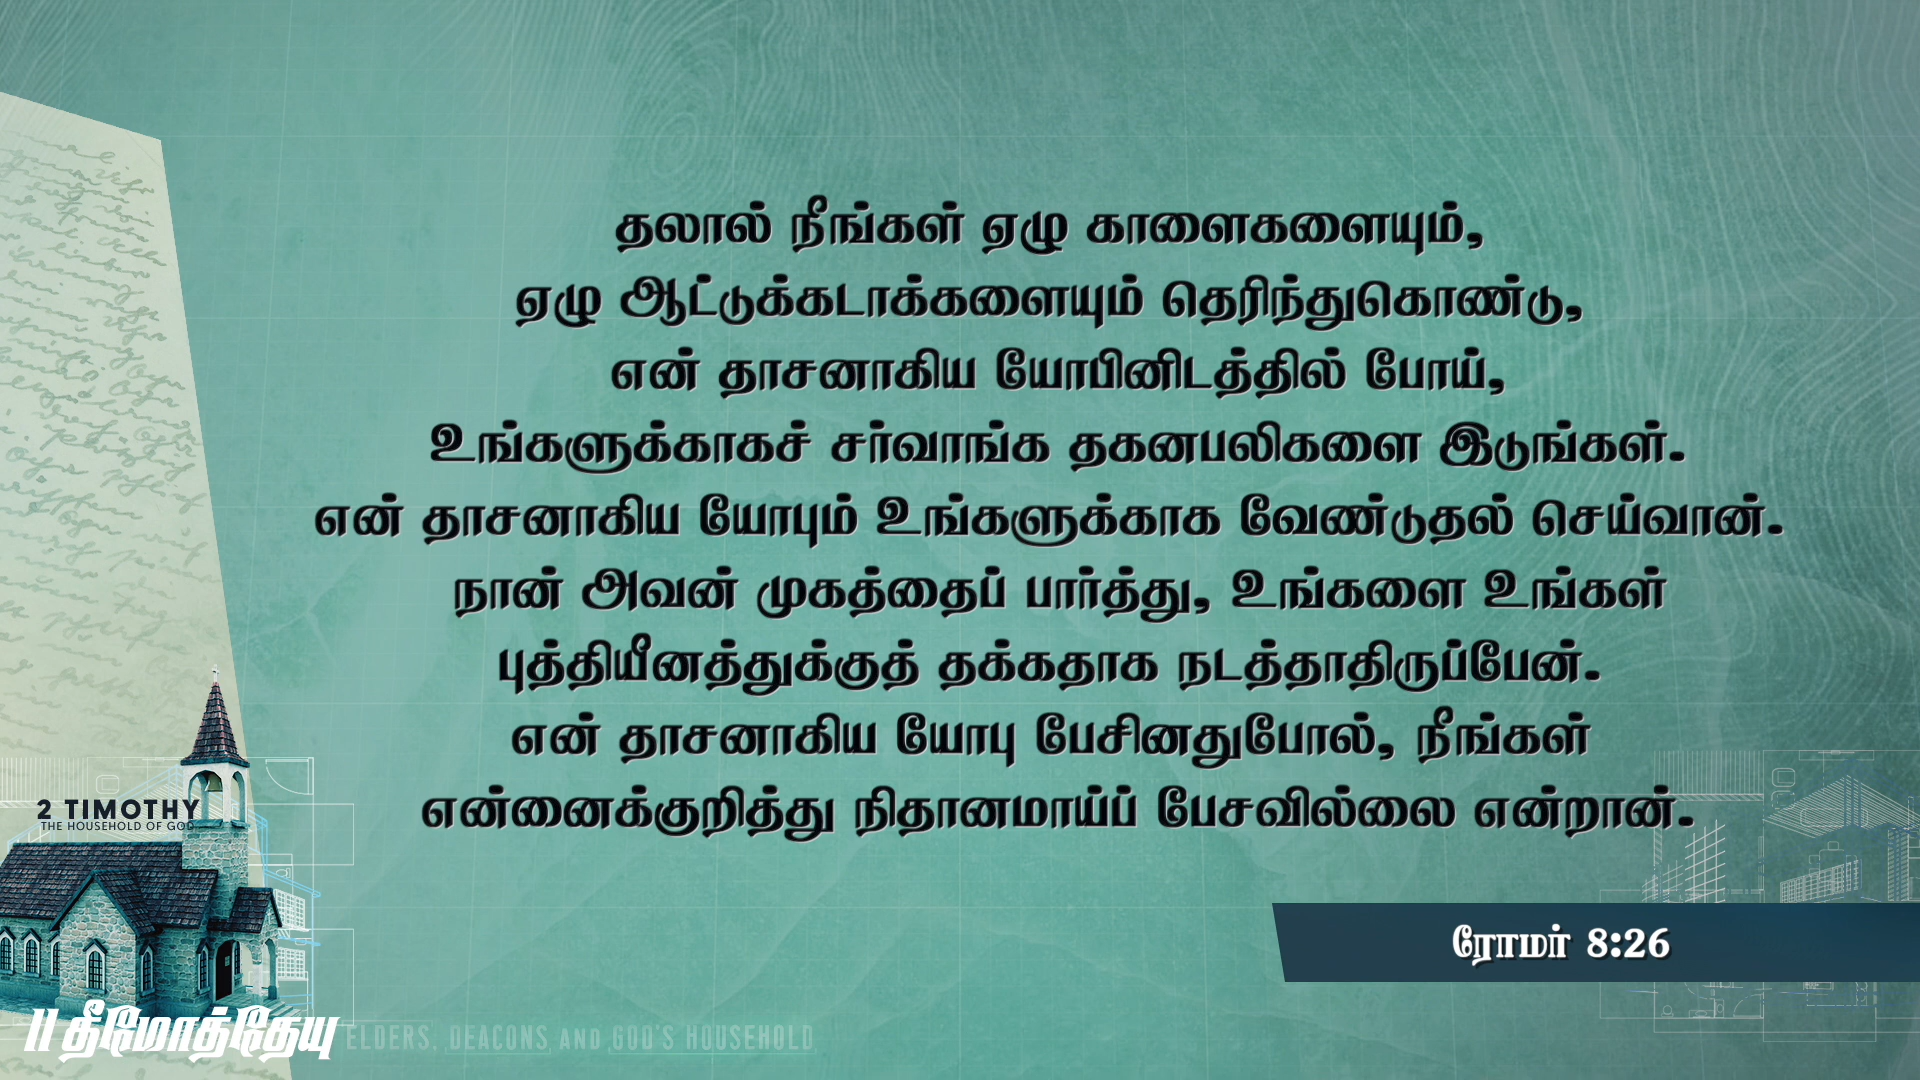 தலால் நீங்கள் ஏழு காளைகளையும்,
ஏழு ஆட்டுக்கடாக்களையும் தெரிந்துகொண்டு,
என் தாசனாகிய யோபினிடத்தில் போய்,
உங்களுக்காகச் சர்வாங்க தகனபலிகளை இடுங்கள்.
என் தாசனாகிய யோபும் உங்களுக்காக வேண்டுதல் செய்வான்.
நான் அவன் முகத்தைப் பார்த்து, உங்களை உங்கள்
புத்தியீனத்துக்குத் தக்கதாக நடத்தாதிருப்பேன்.
என் தாசனாகிய யோபு பேசினதுபோல், நீங்கள்
என்னைக்குறித்து நிதானமாய்ப் பேசவில்லை என்றான்.
ரோமர் 8:26
2 TIMOTHY
THE HOUSEHOLD OF GOD
II தீமோத்தேயு
ELDERS, DEACONS AND GOD'S HOUSEHOLD